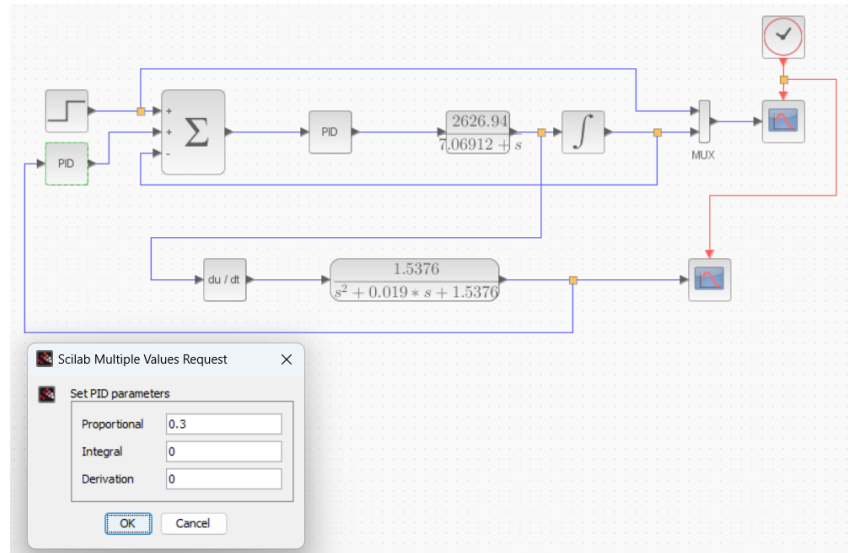 +
+
-
Σ
PID
PID
2626.94
7.06912 + s
∫
MUX
du / dt
1.5376
s² + 0.019 * s + 1.5376
Scilab Multiple Values Request
Set PID parameters
Proportional 0.3
Integral 0
Derivation 0
OK Cancel